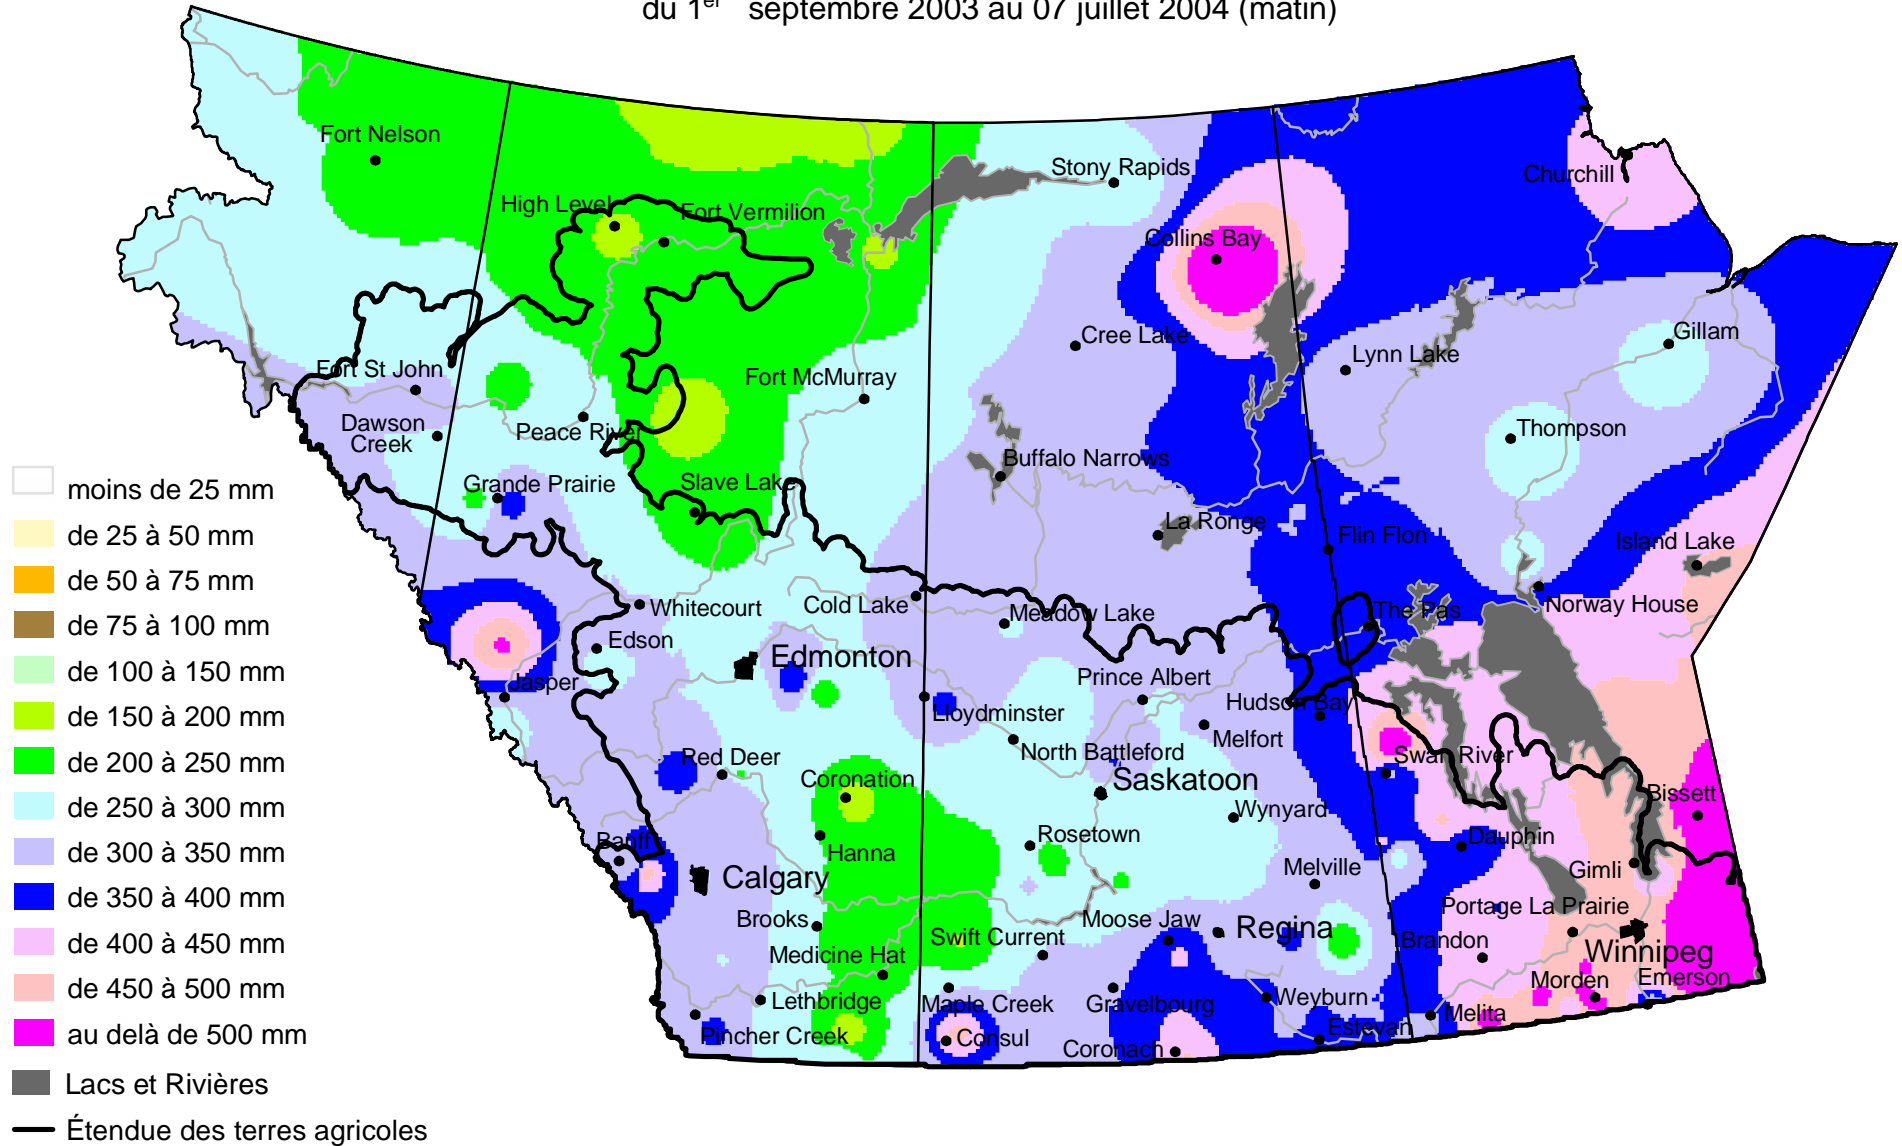 du 1er septembre 2003 au 07 juillet 2004 (matin)
Fort Nelson
Stony Rapids
Churchill
High Level
Fort Vermilion
Collins Bay
Cree Lake
Gillam
Lynn Lake
Fort St John
Fort McMurray
Dawson
Creek
Peace River
Thompson
Buffalo Narrows
Grande Prairie
Slave Lake
La Ronge
Flin Flon
Island Lake
Whitecourt
Cold Lake
Meadow Lake
The Pas
Norway House
Edson
Edmonton
Jasper
Prince Albert
Hudson Bay
Lloydminster
North Battleford
Melfort
Swan River
Red Deer
Coronation
Saskatoon
Bissett
Wynyard
Banff
Hanna
Rosetown
Dauphin
Calgary
Melville
Gimli
Portage La Prairie
Brooks
Moose Jaw
Regina
Swift Current
Brandon
Winnipeg
Medicine Hat
Morden
Emerson
Lethbridge
Maple Creek
Gravelbourg
Weyburn
Melita
Pincher Creek
Consul
Coronach
Estevan
moins de 25 mm
de 25 à 50 mm
de 50 à 75 mm
de 75 à 100 mm
de 100 à 150 mm
de 150 à 200 mm
de 200 à 250 mm
de 250 à 300 mm
de 300 à 350 mm
de 350 à 400 mm
de 400 à 450 mm
de 450 à 500 mm
au delà de 500 mm
Lacs et Rivières
Étendue des terres agricoles